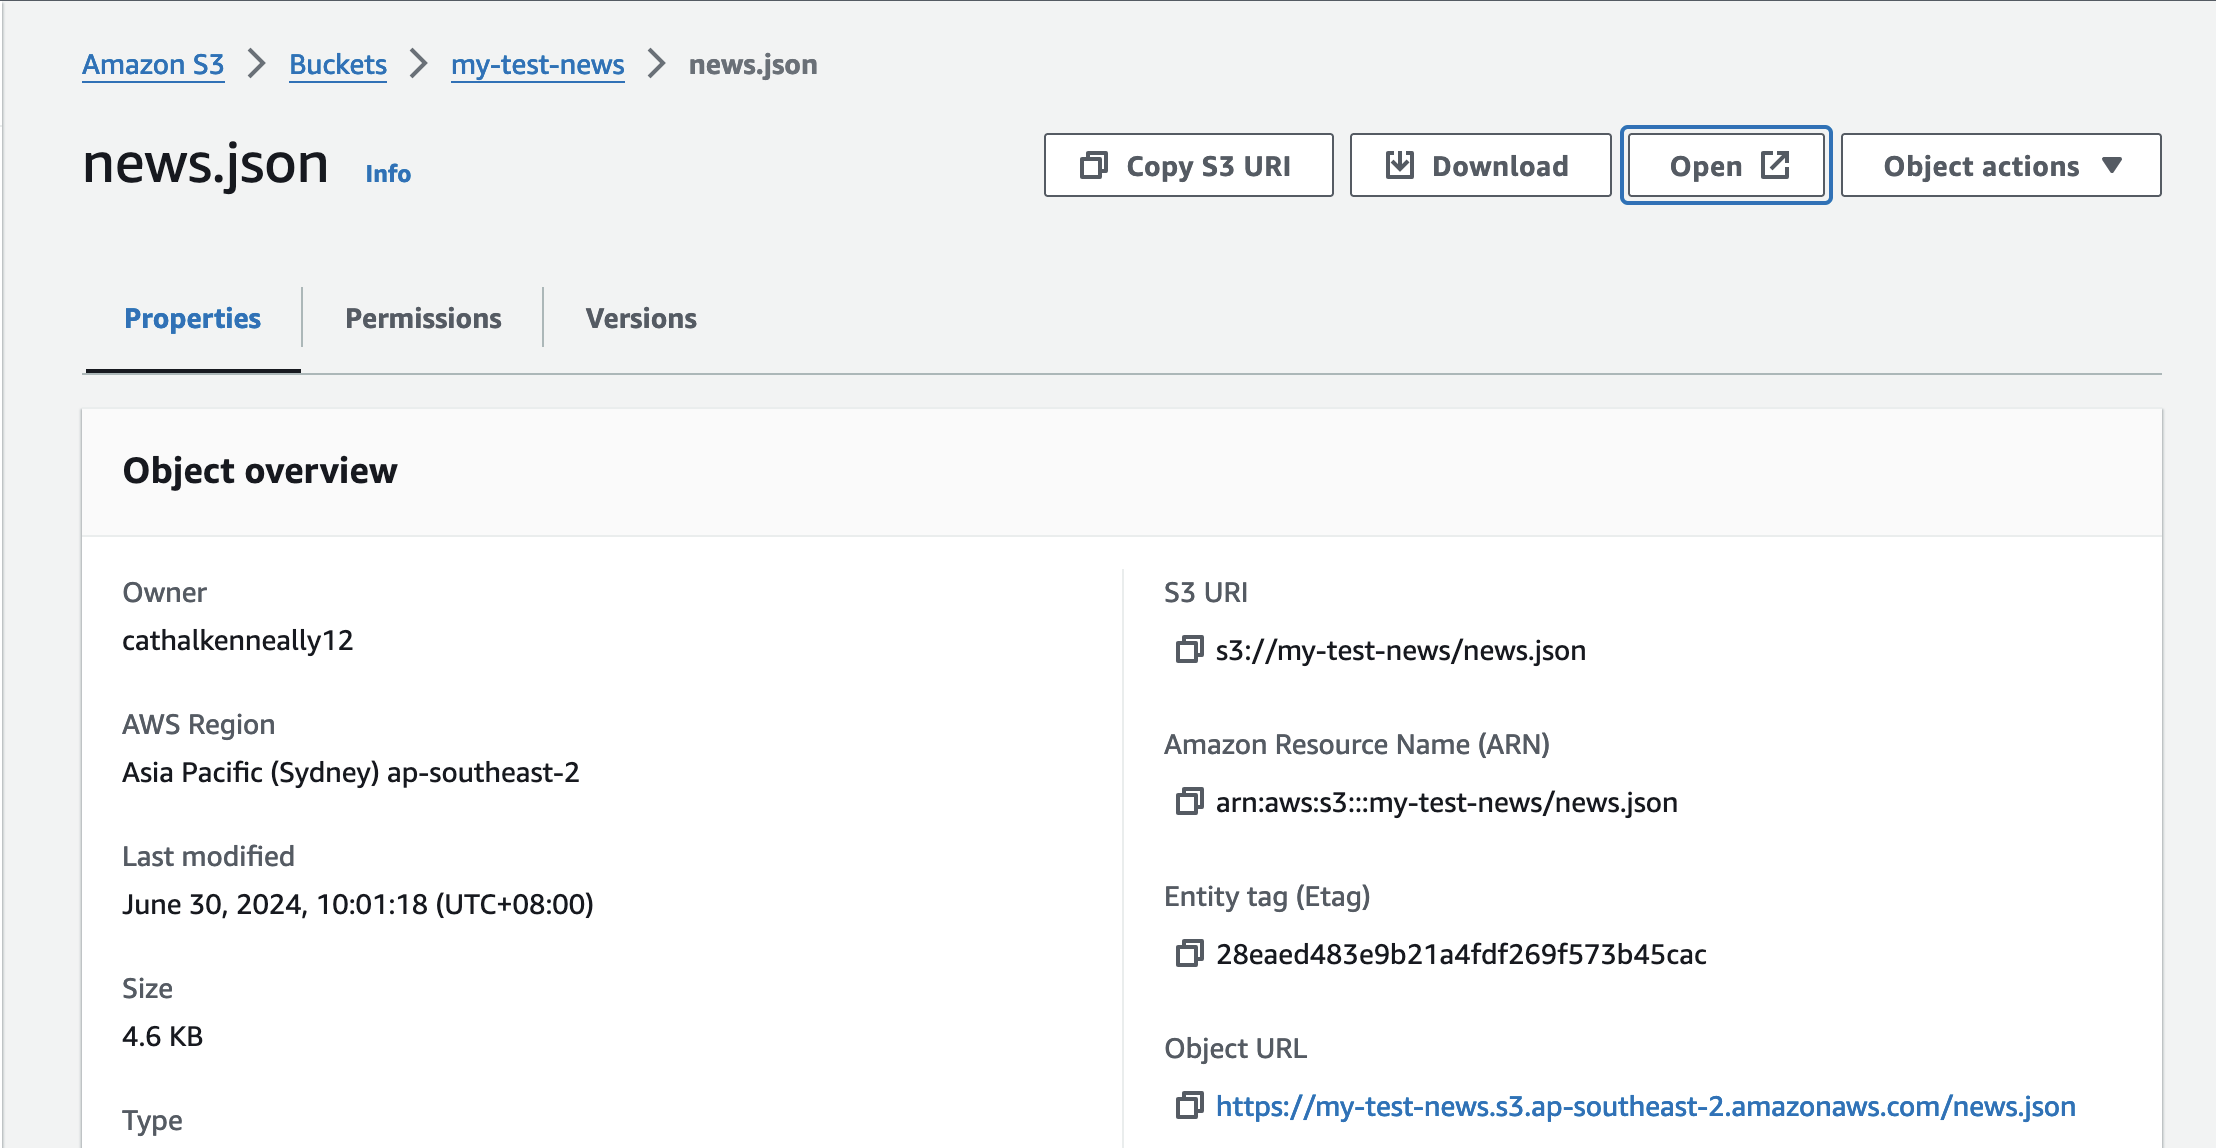 Amazon S3 > Buckets > my-test-news > news.json
news.json Info
Copy S3 URI Download Open Object actions
Properties Permissions Versions
Object overview
Owner
cathalkenneally12
AWS Region
Asia Pacific (Sydney) ap-southeast-2
Last modified
June 30, 2024, 10:01:18 (UTC+08:00)
Size
4.6 KB
Type
S3 URI
s3://my-test-news/news.json
Amazon Resource Name (ARN)
arn:aws:s3:::my-test-news/news.json
Entity tag (Etag)
28eaed483e9b21a4fdf269f573b45cac
Object URL
https://my-test-news.s3.ap-southeast-2.amazonaws.com/news.json